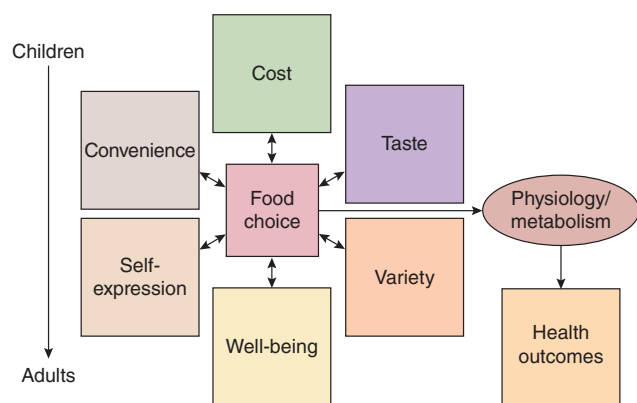 Children
Cost
Convenience
Taste
Food
choice
Physiology/
metabolism
Self-
expression
Variety
Well-being
Health
outcomes
Adults